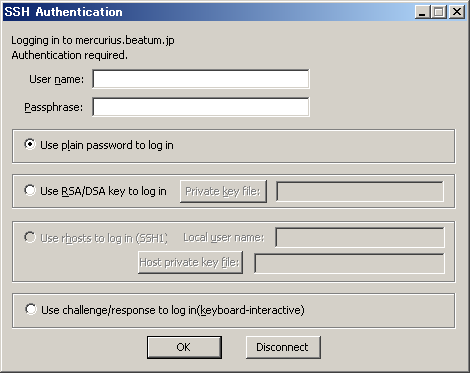 SSH Authentication
Logging in to mercurius.beatum.jp
Authentication required.
User name:
Passphrase:
Use plain password to log in
Use RSA/DSA key to log in Private key file:
Use rhosts to log in (SSH1) Local user name:
Host private key file:
Use challenge/response to log in(keyboard-interactive)
OK Disconnect